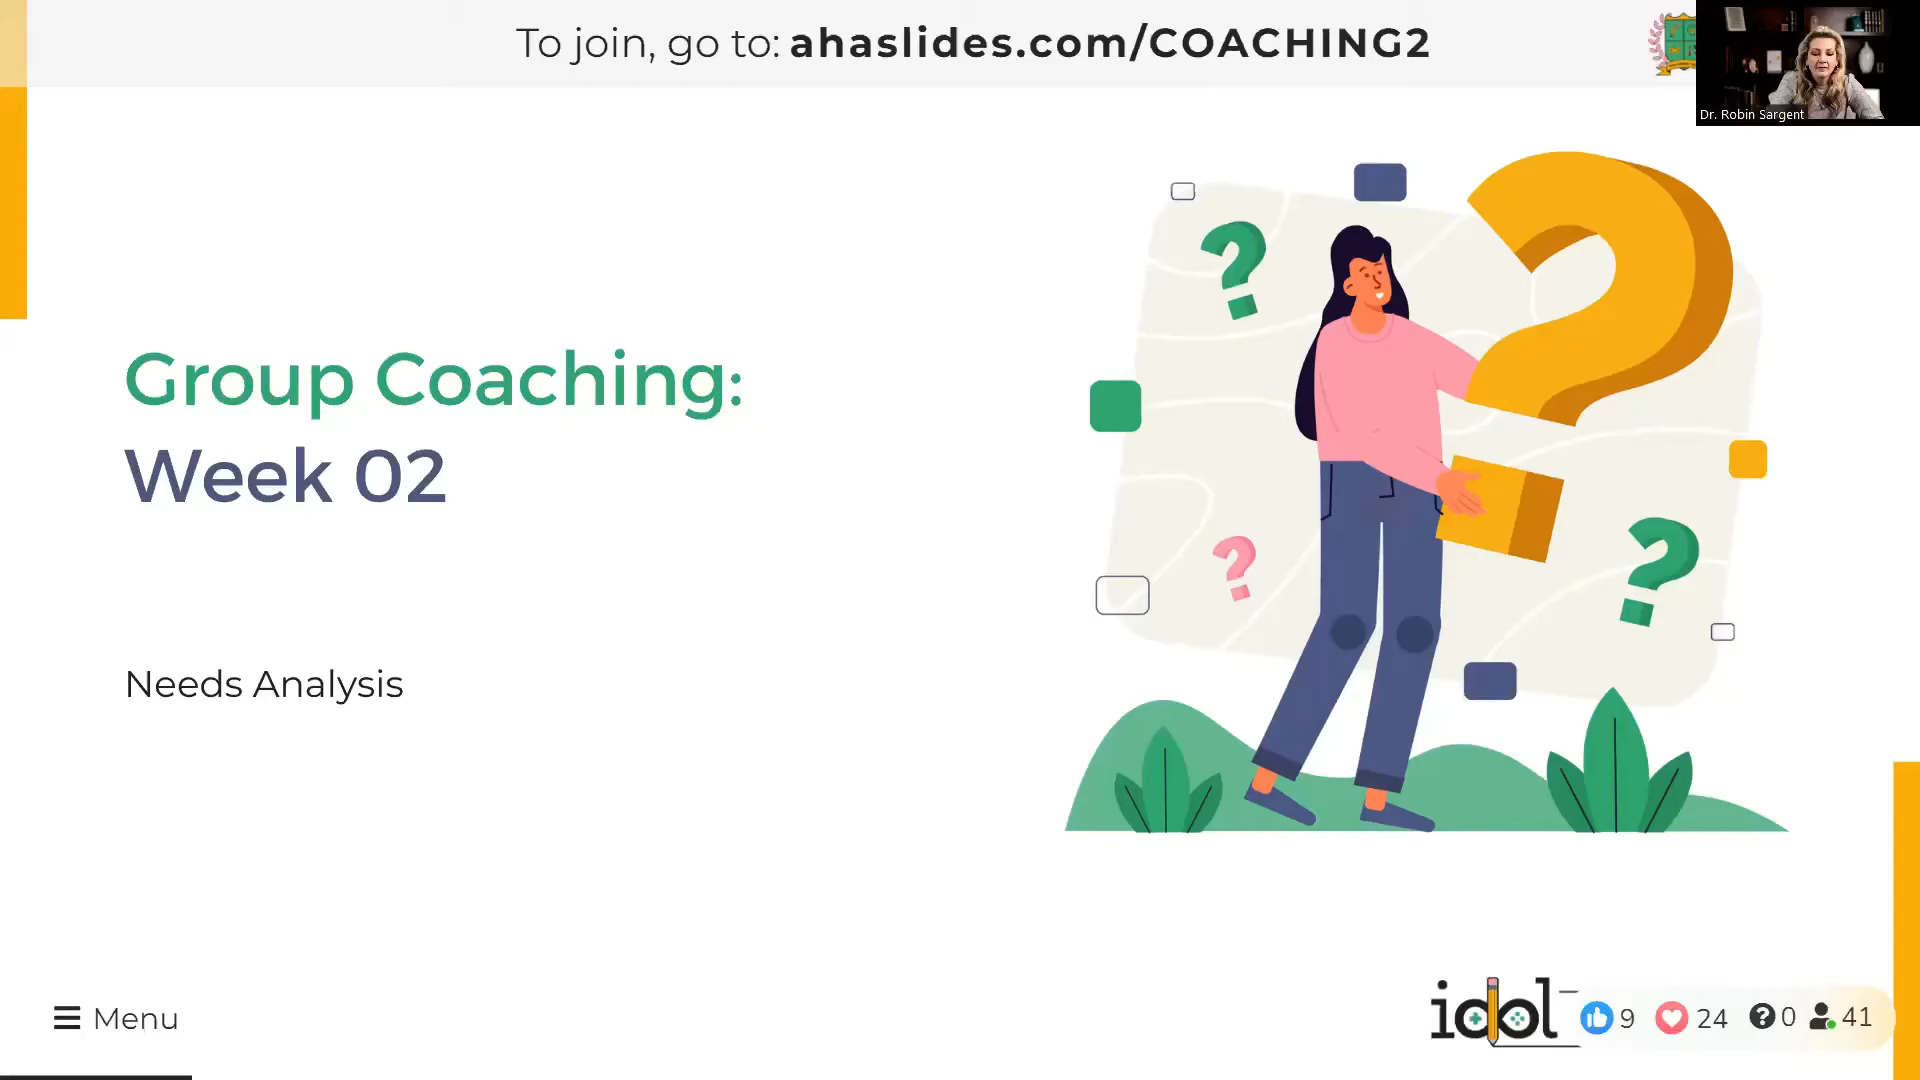 To join, go to: ahaslides.com/COACHING2
Dr. Robin Sargent
?
?
Group Coaching:
Week 02
?
?
Needs Analysis
Menu
idol
9
24
? 0
41